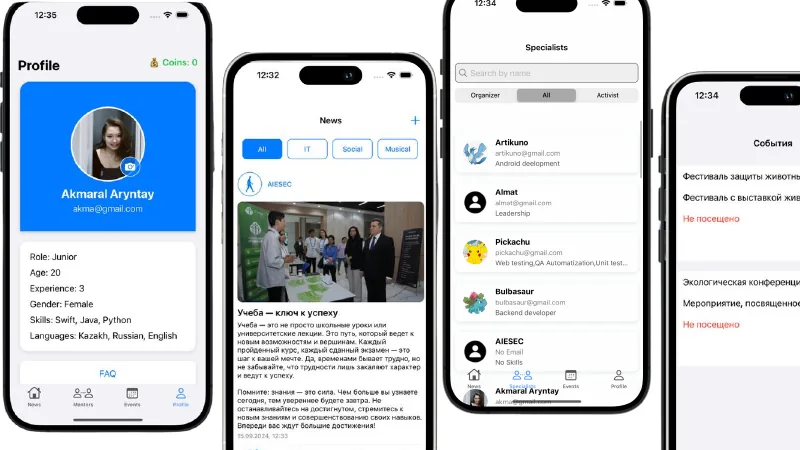 12:35
Profile
Coins: 0
Akmaral Aryntay
akma@gmail.com
Role: Junior
Age: 20
Experience: 3
Gender: Female
Skills: Swift, Java, Python
Languages: Kazakh, Russian, English
FAQ
News
Mentors
Events
Profile
12:32
News
All
IT
Social
Musical
AIESEC
Учеба — ключ к успеху
Учеба — это не просто школьные уроки или
университетские лекции. Это путь, который ведет к
новым возможностям и вершинам. Каждый
пройденный курс, каждый сданный экзамен — это
шаг к вашей мечте. Да, временами бывает трудно, но
не забывайте, что трудности лишь закаляют характер
и ведут к успеху.
Помните: знания — это сила. Чем больше вы узнаете
сегодня, тем увереннее будете завтра. Не
останавливайтесь на достигнутом, стремитесь к
новым знаниям и совершенствованию своих навыков.
Впереди вас ждут большие достижения!
15.09.2024, 12:33
12:34
Specialists
Search by name
Organizer
All
Activist
Artikuno
artikuno@gmail.com
Android deelopment
Almat
almat@gmail.com
Leadership
Pickachu
pickachu@gmail.com
Web testing,QA Automatization,Unit test...
Bulbasaur
bulbasaur@gmail.com
Backend developer
AIESEC
No Email
No Skills
Akmaral Aryntay
akma@gmail.com
News
Specialists
Events
Profile
12:34
События
Фестиваль защиты животны
Фестиваль с выставкой жив
Не посещено
Экологическая конференци
Мероприятие, посвященное
Не посещено